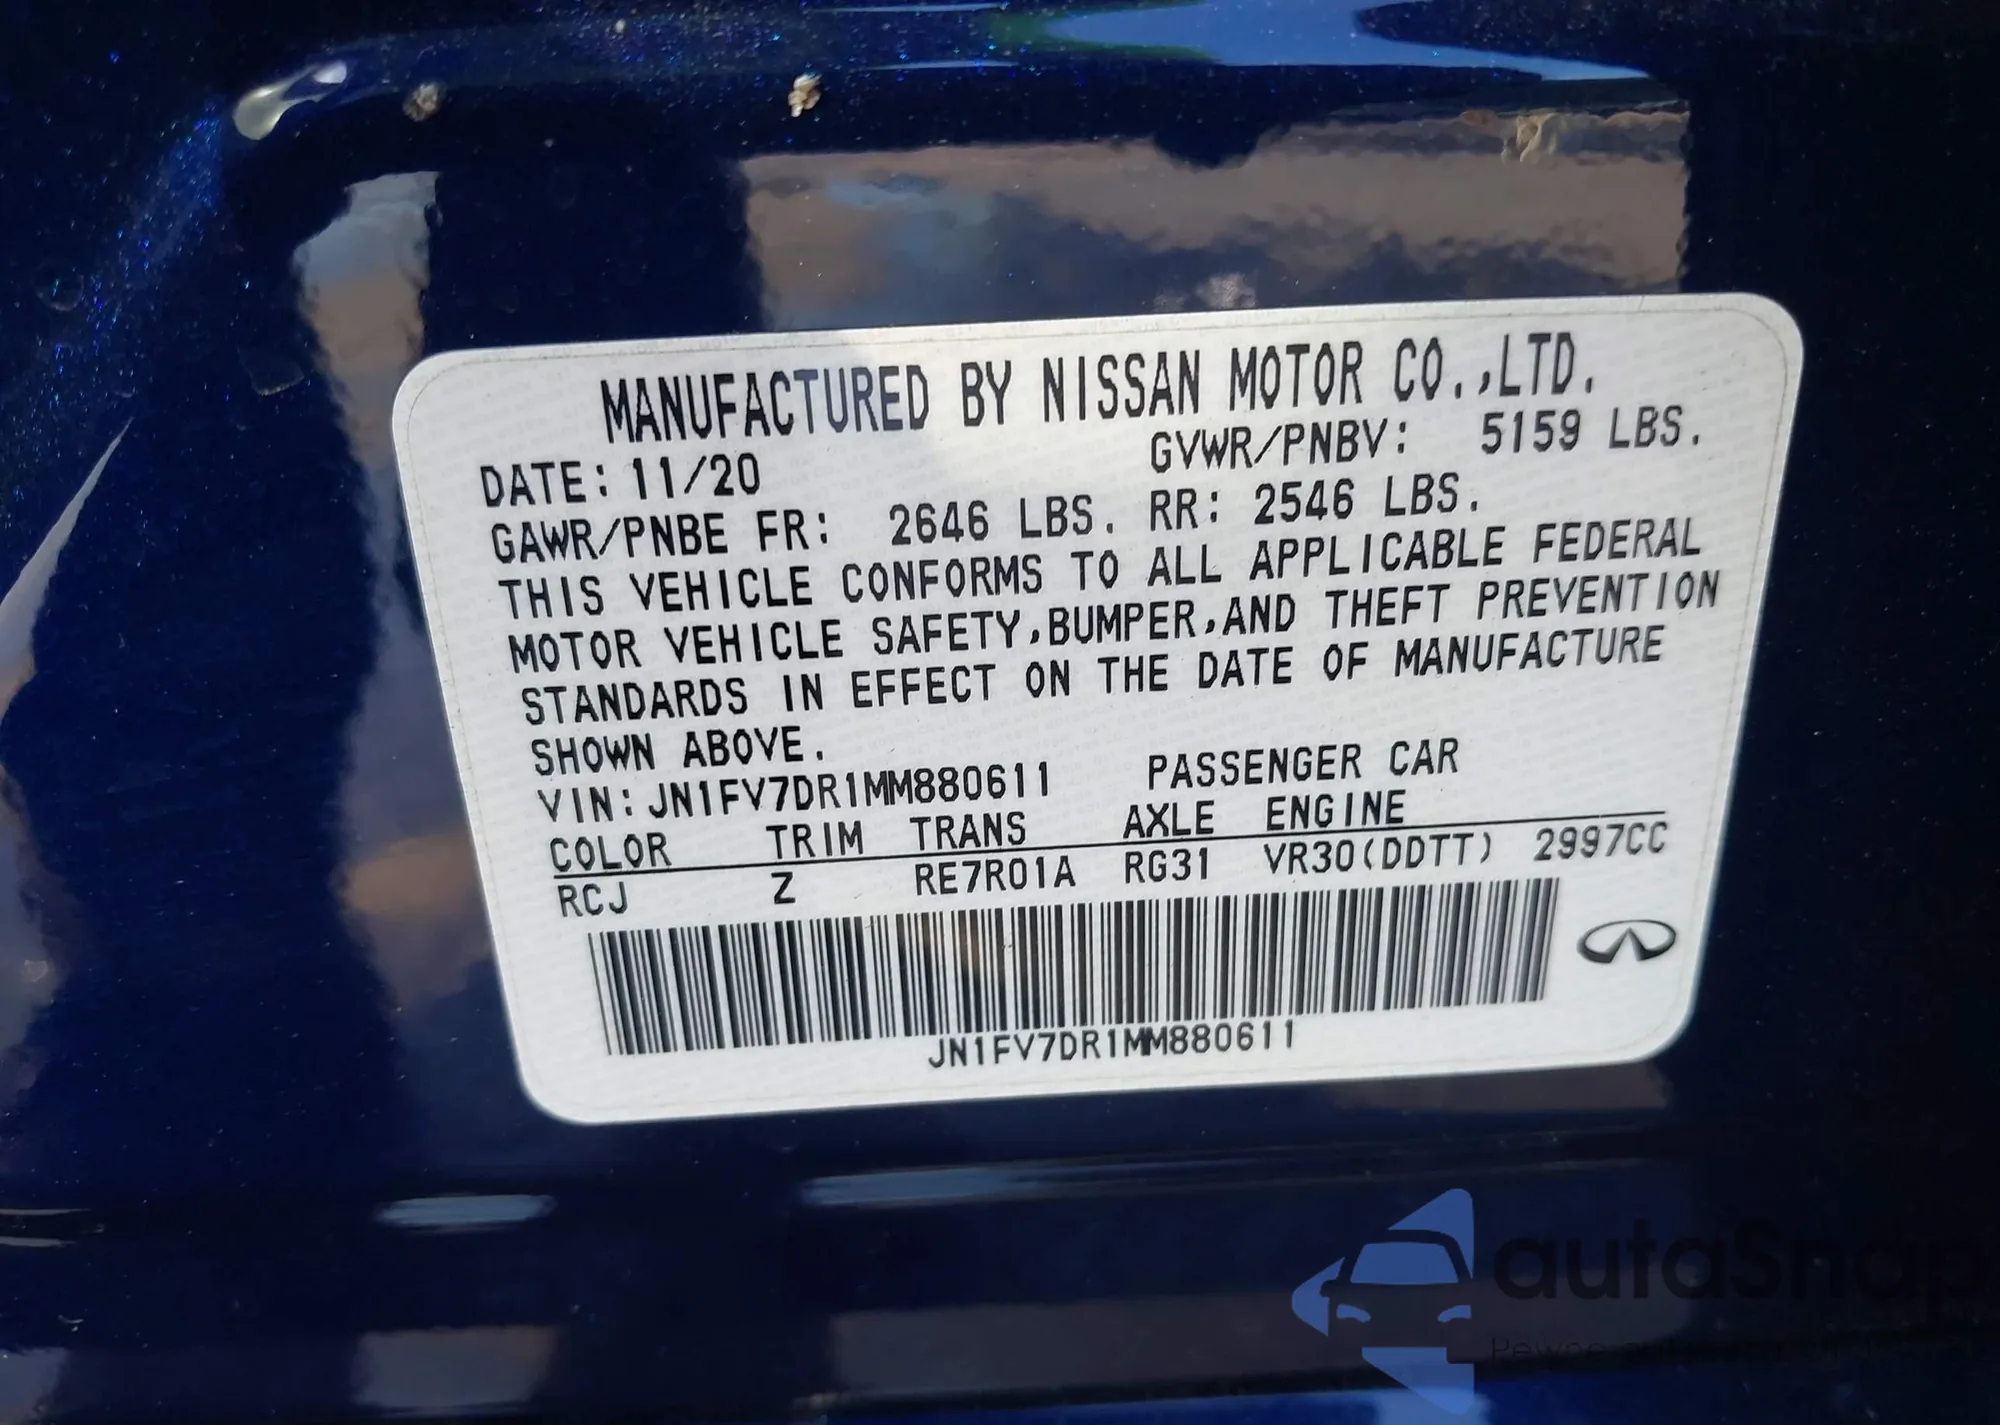 MANUFACTURED BY NISSAN MOTOR CO.,LTD.
DATE: 11/20 GVWR/PNBV: 5159 LBS.
GAWR/PNBE FR: 2646 LBS. RR: 2546 LBS.
THIS VEHICLE CONFORMS TO ALL APPLICABLE FEDERAL
MOTOR VEHICLE SAFETY,BUMPER,AND THEFT PREVENTION
STANDARDS IN EFFECT ON THE DATE OF MANUFACTURE
SHOWN ABOVE.
VIN:JN1FV7DR1MM880611 PASSENGER CAR
COLOR TRIM TRANS AXLE ENGINE
RCJ Z RE7R01A RG31 VR30(DDTT) 2997CC
JN1FV7DR1MM880611
autaSnap
Pewne auta